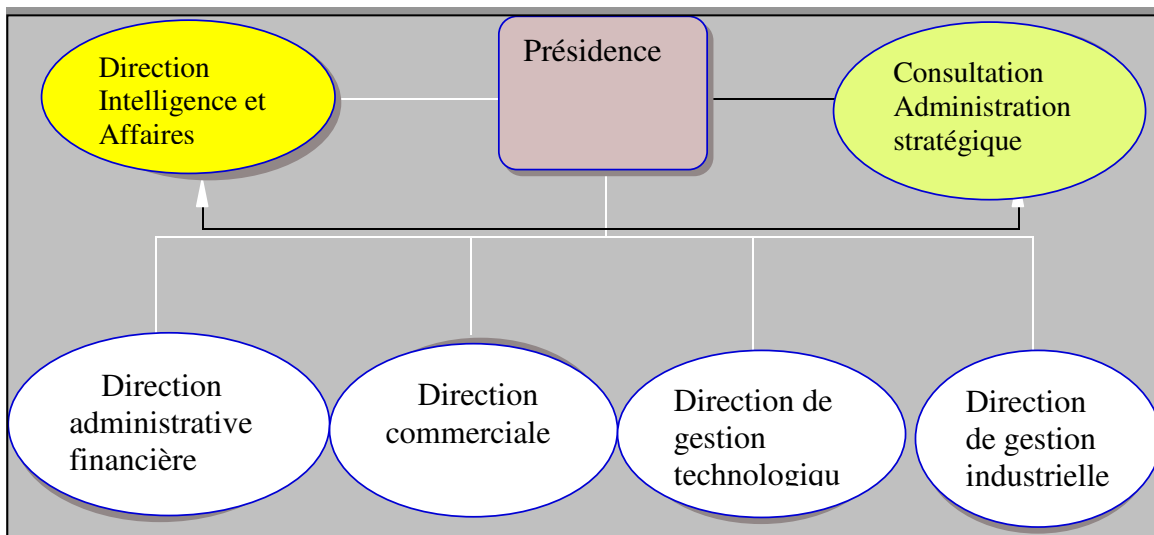 Direction
Intelligence et
Affaires
Présidence
Consultation
Administration
stratégique
Direction
administrative
financière
Direction
commerciale
Direction de
gestion
technologiqu
Direction
de gestion
industrielle